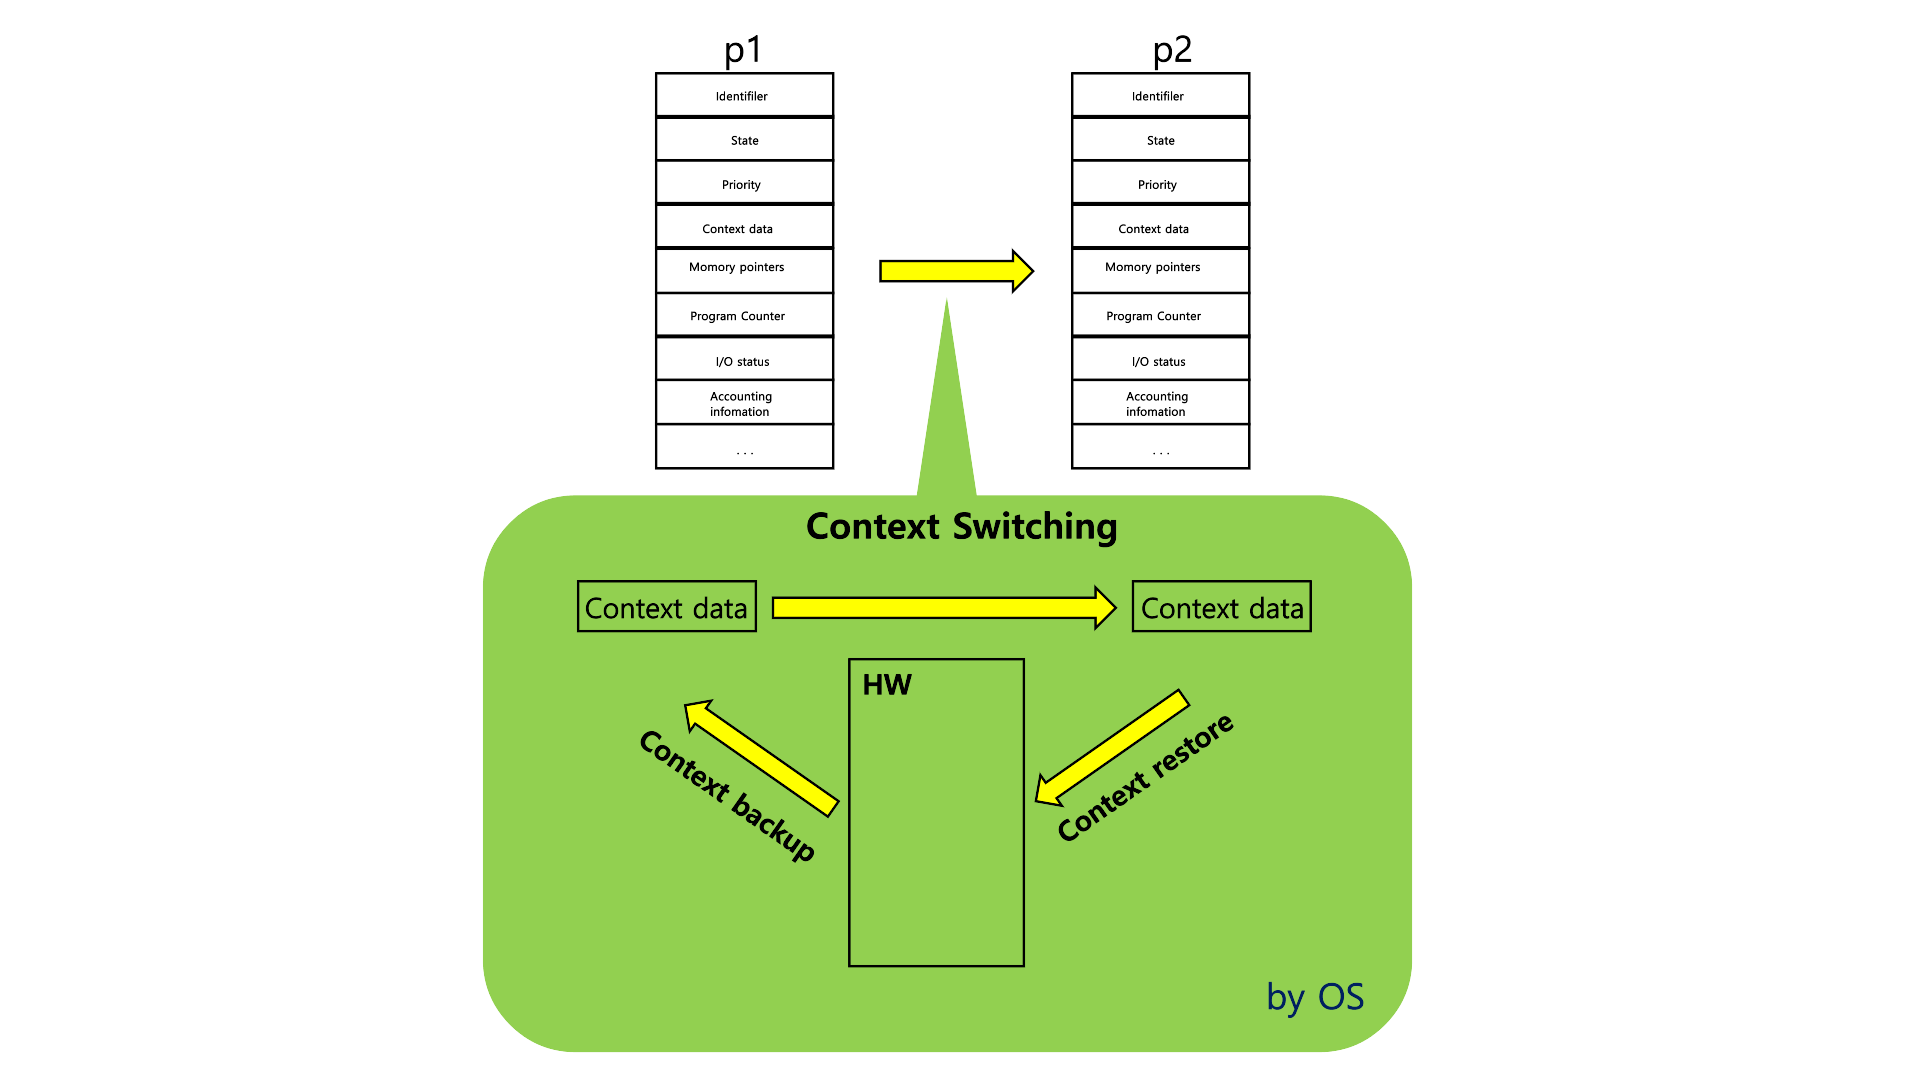 p1
Identifiler
State
Priority
Context data
Momory pointers
Program Counter
I/O status
Accounting
infomation
. . .
p2
Identifiler
State
Priority
Context data
Momory pointers
Program Counter
I/O status
Accounting
infomation
. . .
Context Switching
Context data
Context data
HW
Context backup
Context restore
by OS